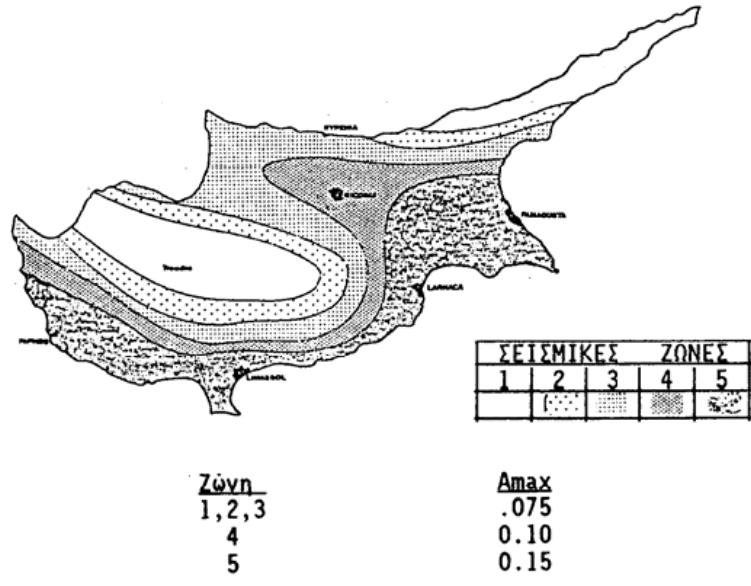 KYRENIA
NICOSIA
FAMAGUSTA
Troodos
LARNACA
PAPHOS
LIMASSOL
ΣΕΙΣΜΙΚΕΣ ΖΩΝΕΣ
1 2 3 4 5
Ζώνη Amax
1,2,3 .075
4 0.10
5 0.15